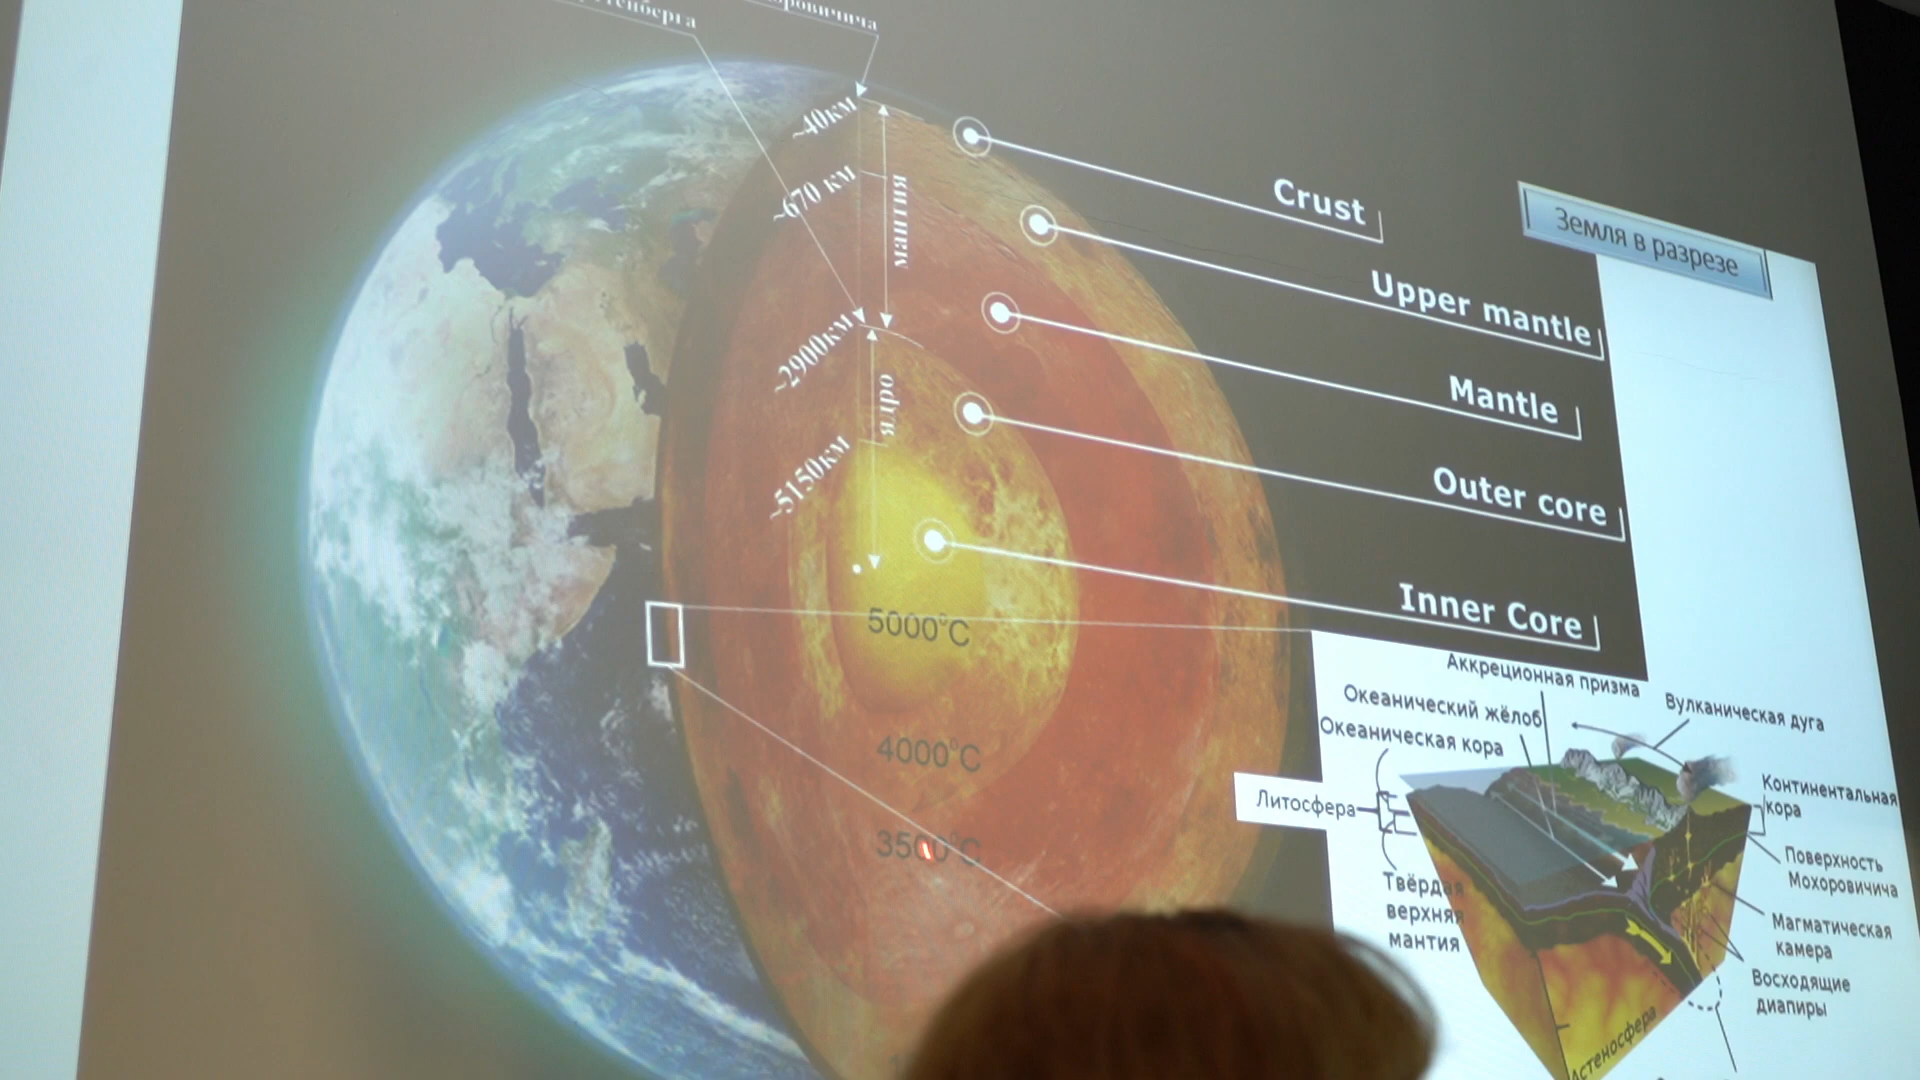 ~40км
~670 км
мантия
~2900км
ядро
~5150км
Crust
Upper mantle
Mantle
Outer core
Inner Core
Земля в разрезе
5000°C
4000°C
3500°C
Аккреционная призма
Океанический жёлоб
Вулканическая дуга
Океаническая кора
Литосфера
Континентальная
кора
Поверхность
Мохоровичича
Твёрдая
верхняя
мантия
Магматическая
камера
Восходящие
диапиры
Астеносфера